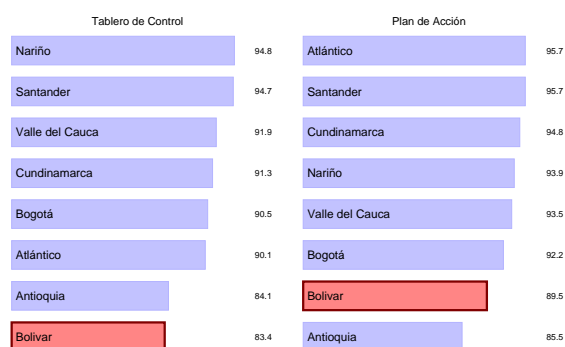 Tablero de Control
Nariño 94.8
Santander 94.7
Valle del Cauca 91.9
Cundinamarca 91.3
Bogotá 90.5
Atlántico 90.1
Antioquia 84.1
Bolivar 83.4
Plan de Acción
Atlántico 95.7
Santander 95.7
Cundinamarca 94.8
Nariño 93.9
Valle del Cauca 93.5
Bogotá 92.2
Bolivar 89.5
Antioquia 85.5